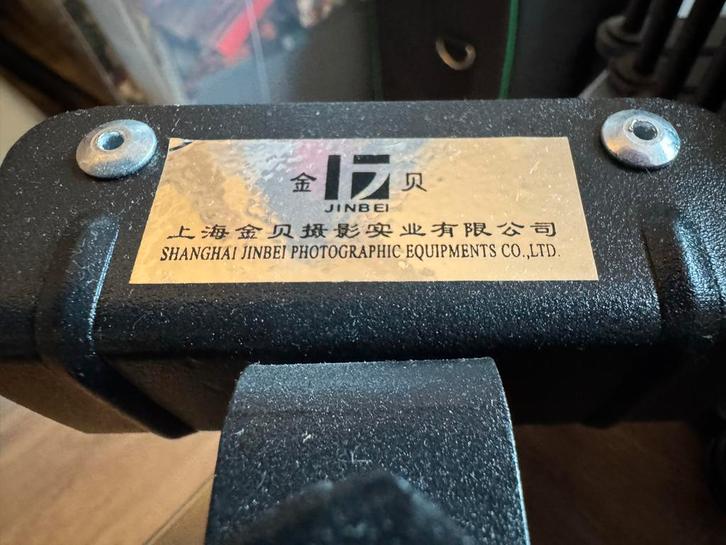 金 贝
JINBEI
上海金贝摄影实业有限公司
SHANGHAI JINBEI PHOTOGRAPHIC EQUIPMENTS CO.,LTD.